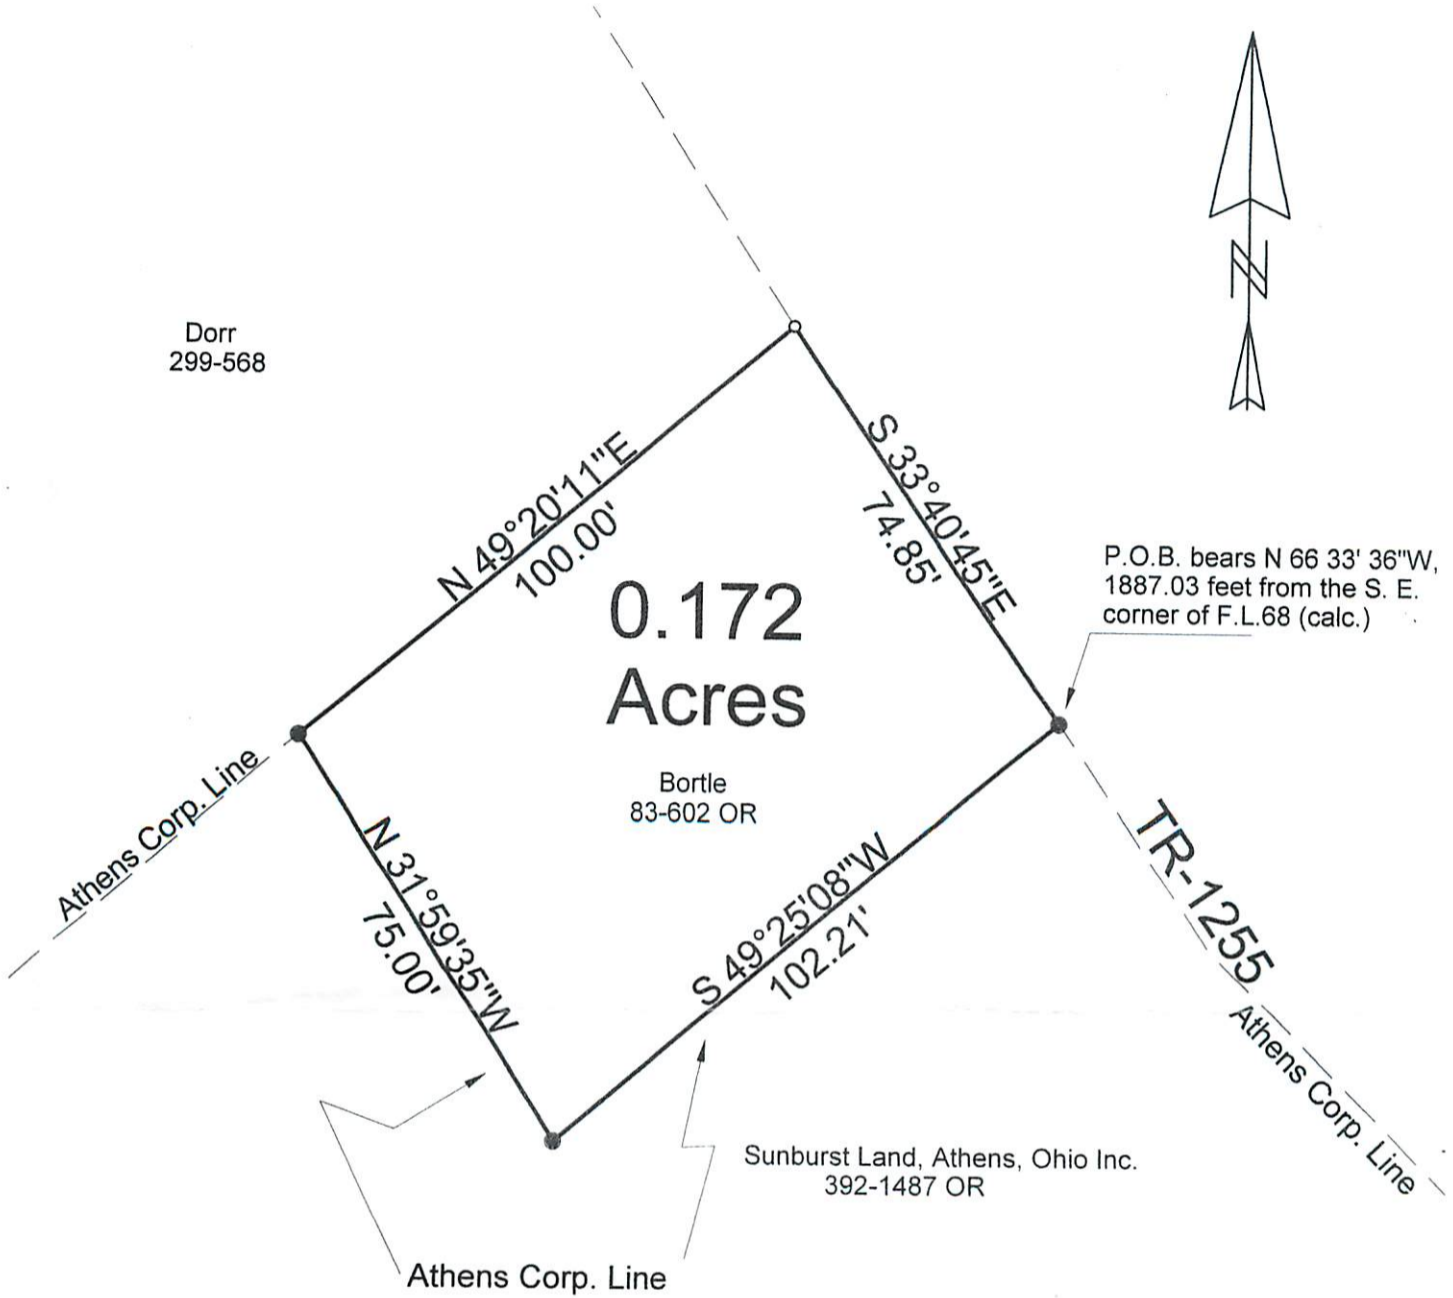 N
Dorr
299-568
N 49°20'11"E
100.00'
S 33°40'45"E
74.85'
P.O.B. bears N 66 33' 36"W,
1887.03 feet from the S. E.
corner of F.L.68 (calc.)
0.172
Acres
Bortle
83-602 OR
Athens Corp. Line
N 31°59'35"W
75.00'
S 49°25'08"W
102.21'
TR-1255
Athens Corp. Line
Sunburst Land, Athens, Ohio Inc.
392-1487 OR
Athens Corp. Line